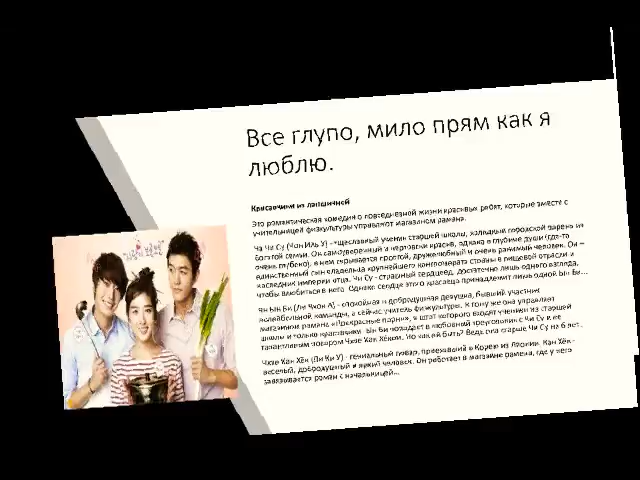 Все глупо, мило прям как я
люблю.
Красавчики из лапшичной
Это романтическая комедия о повседневной жизни красивых ребят, которые вместе с
учительницей физкультуры управляют магазином рамена.
Ча Чи Су (Чон Иль У) - тщеславный ученик старшей школы, холодный городской парень из
богатой семьи. Он самоуверенный и чертовски красив, однако в глубине души (где-то
очень глубоко), в нем скрывается простой, дружелюбный и очень ранимый человек. Он –
единственный сын владельца крупнейшего конгломерата страны в пищевой отрасли и
наследник империи отца. Чи Су - страшный сердцеед, достаточно лишь одного взгляда,
чтобы влюбиться в него. Однако сердце этого красавца принадлежит лишь одной Ын Би...
Ян Ын Би (Ли Чхон А) - спокойная и добродушная девушка, бывший участник
волейбольной, команды, а сейчас учитель физкультуры. К тому же она управляет
магазином рамена «Прекрасные парни», в штат которого входят ученики из старшей
школы и только красавчики. Ын Би попадает в любовный треугольник с Чи Су и ее
талантливым поваром Чхве Кан Хёком. Но как ей быть? Ведь она старше Чи Су на 6 лет.
Чхве Кан Хёк (Ли Ки У) - гениальный повар, приехавший в Корею из Японии. Кан Хёк -
веселый, добродушный и яркий человек. Он работает в магазине рамена, где у него
завязывается роман с начальницей...